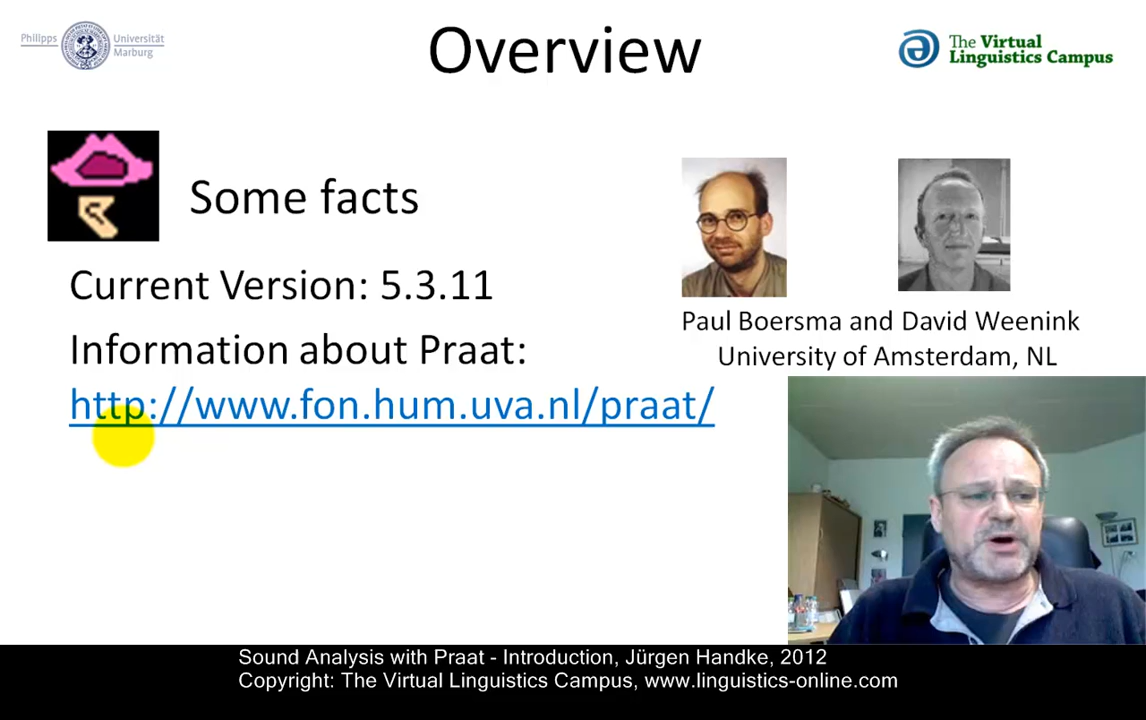 Philipps Universität
Marburg
Overview
The Virtual
Linguistics Campus
Some facts
Current Version: 5.3.11
Information about Praat:
http://www.fon.hum.uva.nl/praat/
Paul Boersma and David Weenink
University of Amsterdam, NL
Sound Analysis with Praat - Introduction, Jürgen Handke, 2012
Copyright: The Virtual Linguistics Campus, www.linguistics-online.com